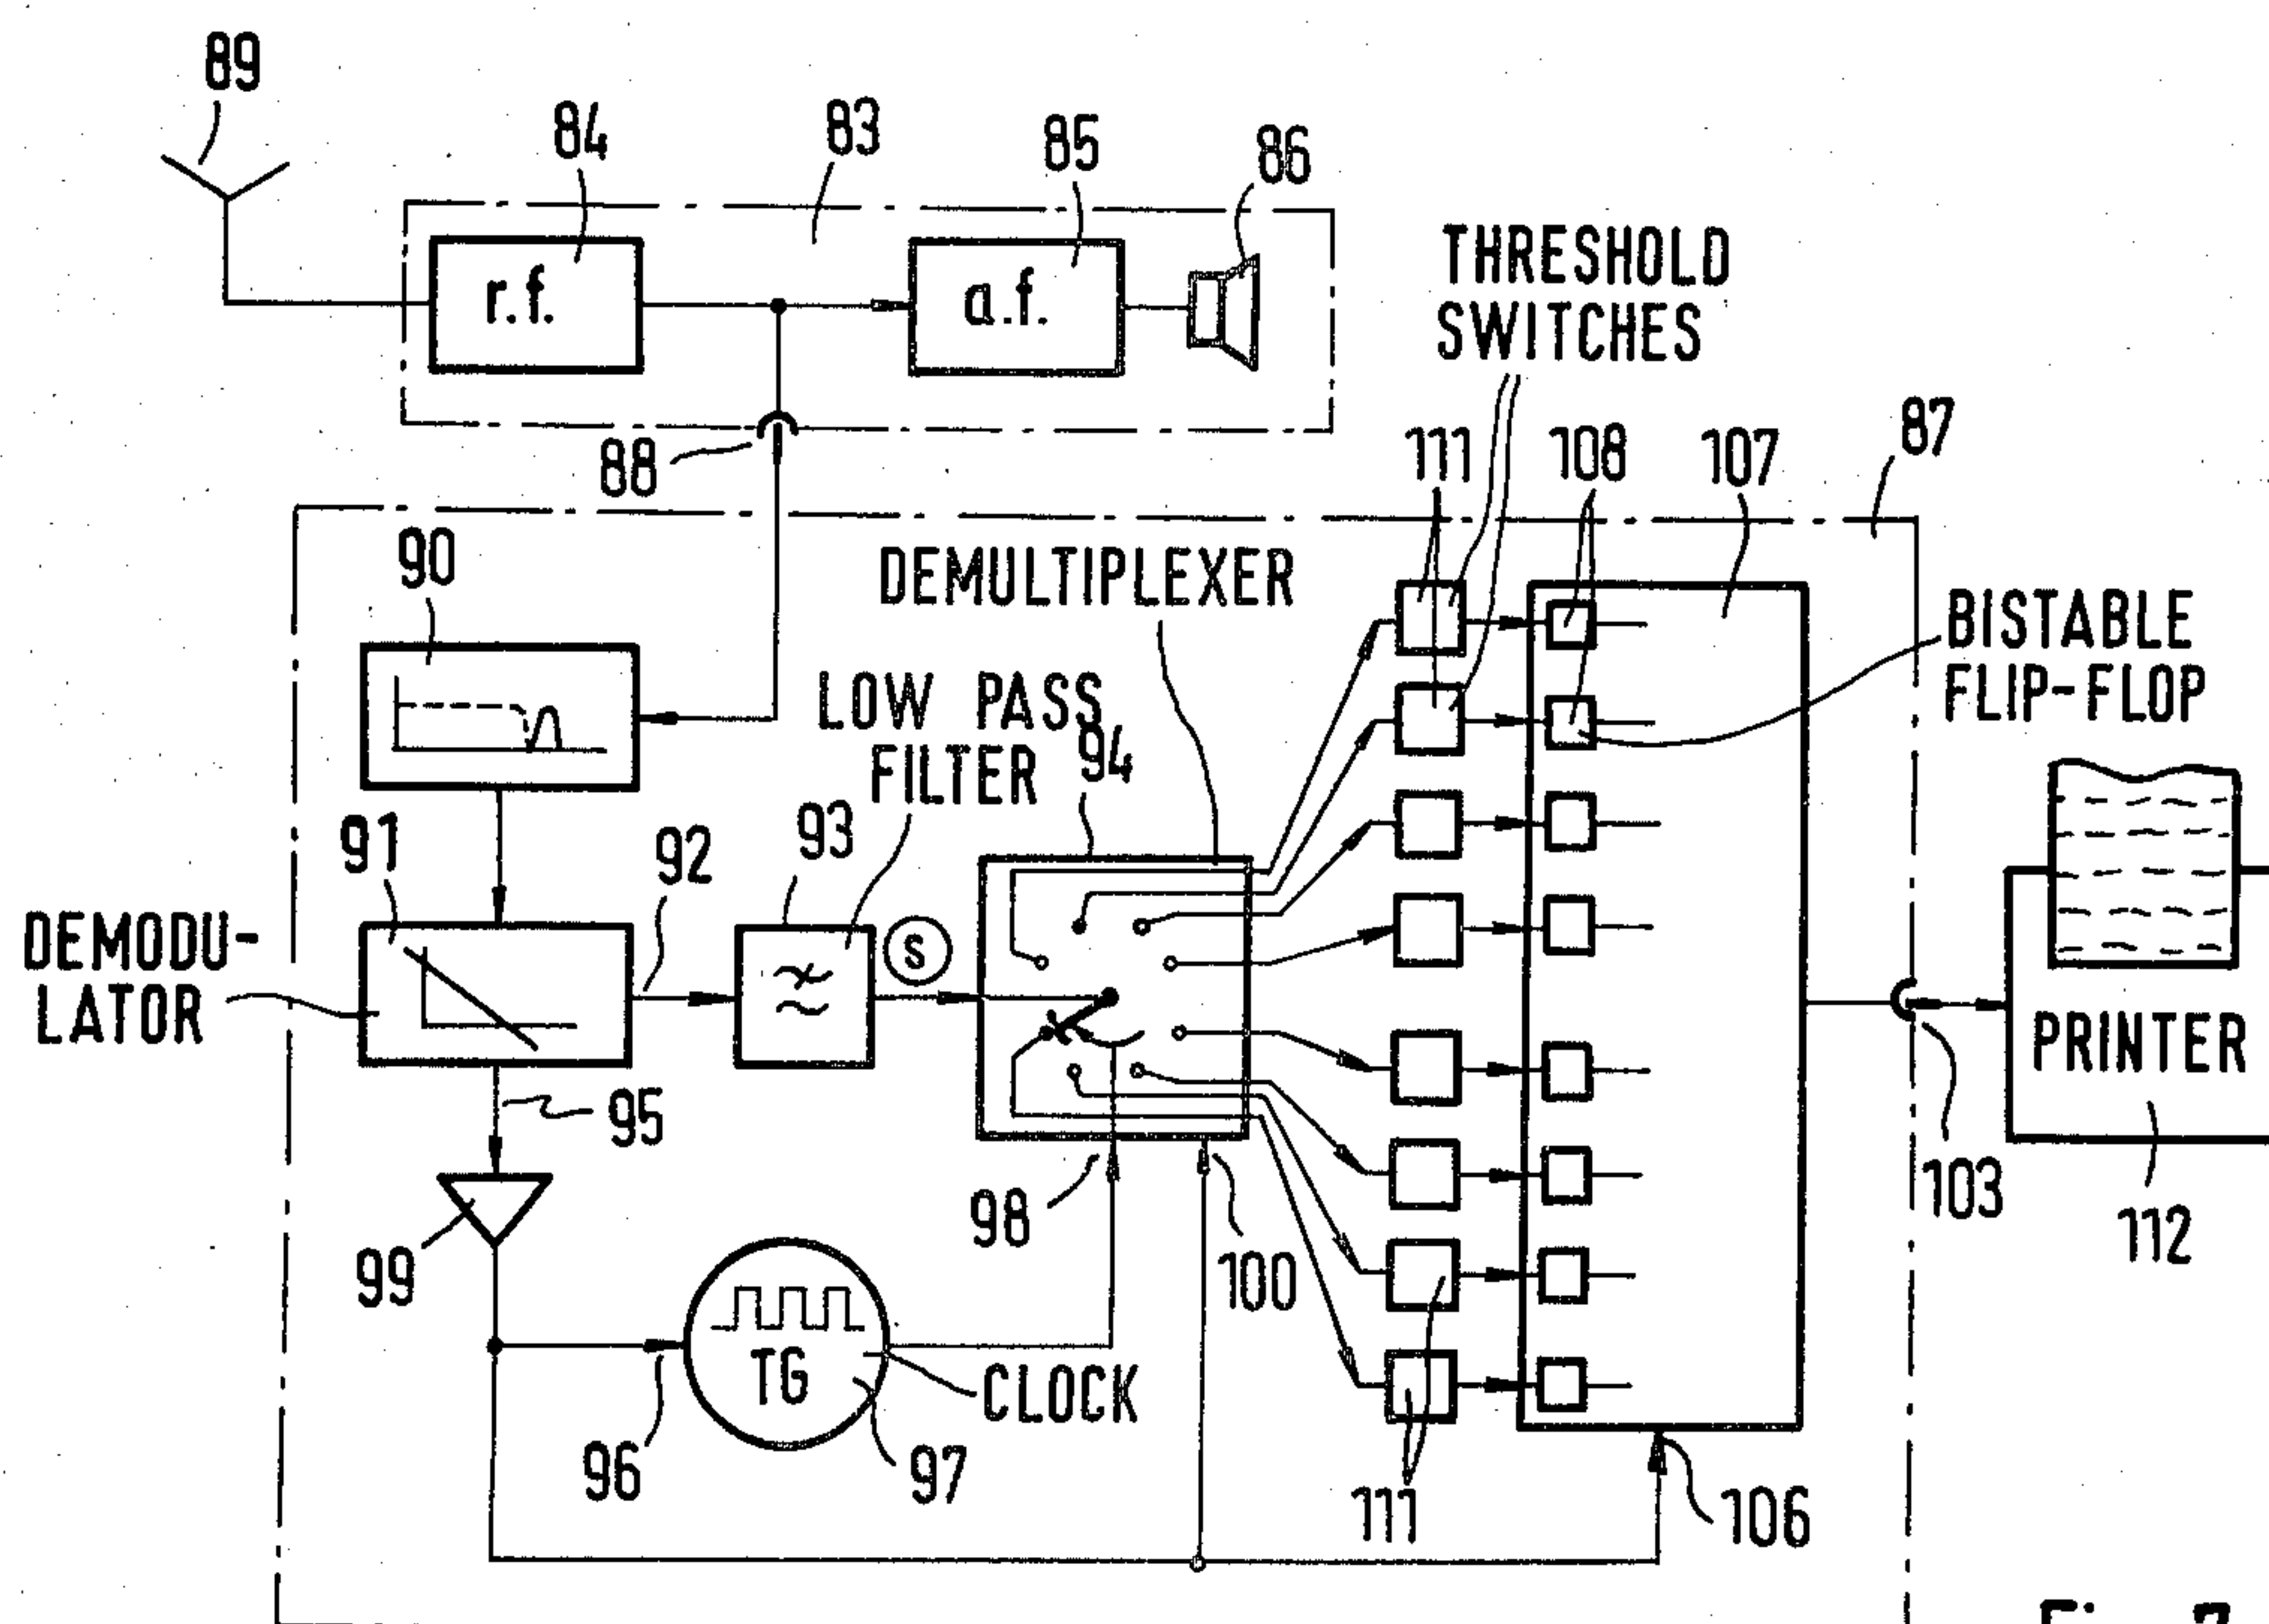 89
84
83
85
86
r.f.
a.f.
THRESHOLD
SWITCHES
88
111
108
107
87
90
DEMULTIPLEXER
BISTABLE
FLIP-FLOP
LOW PASS
FILTER
94
91
92
93
S
DEMODU-
LATOR
PRINTER
95
98
100
103
112
99
TG
CLOCK
96
97
111
106